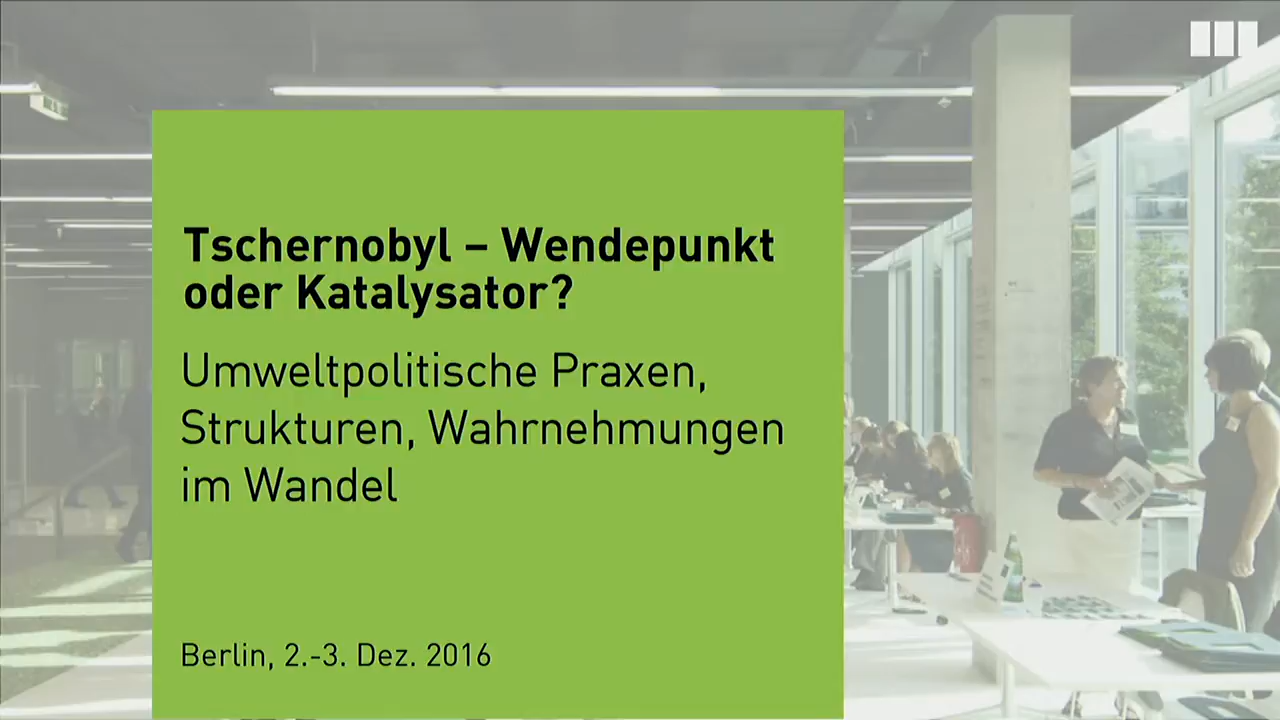 Tschernobyl – Wendepunkt
oder Katalysator?
Umweltpolitische Praxen,
Strukturen, Wahrnehmungen
im Wandel
Berlin, 2.-3. Dez. 2016